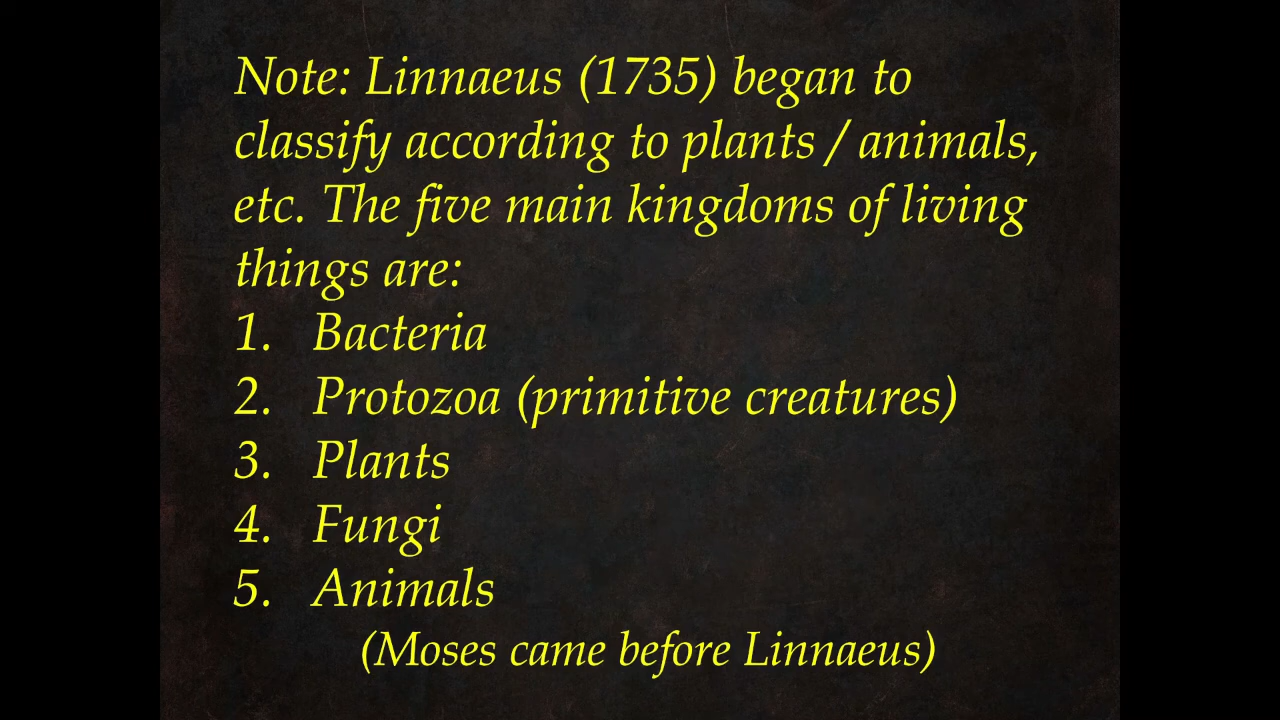 Note: Linnaeus (1735) began to
classify according to plants / animals,
etc. The five main kingdoms of living
things are:
1. Bacteria
2. Protozoa (primitive creatures)
3. Plants
4. Fungi
5. Animals
(Moses came before Linnaeus)